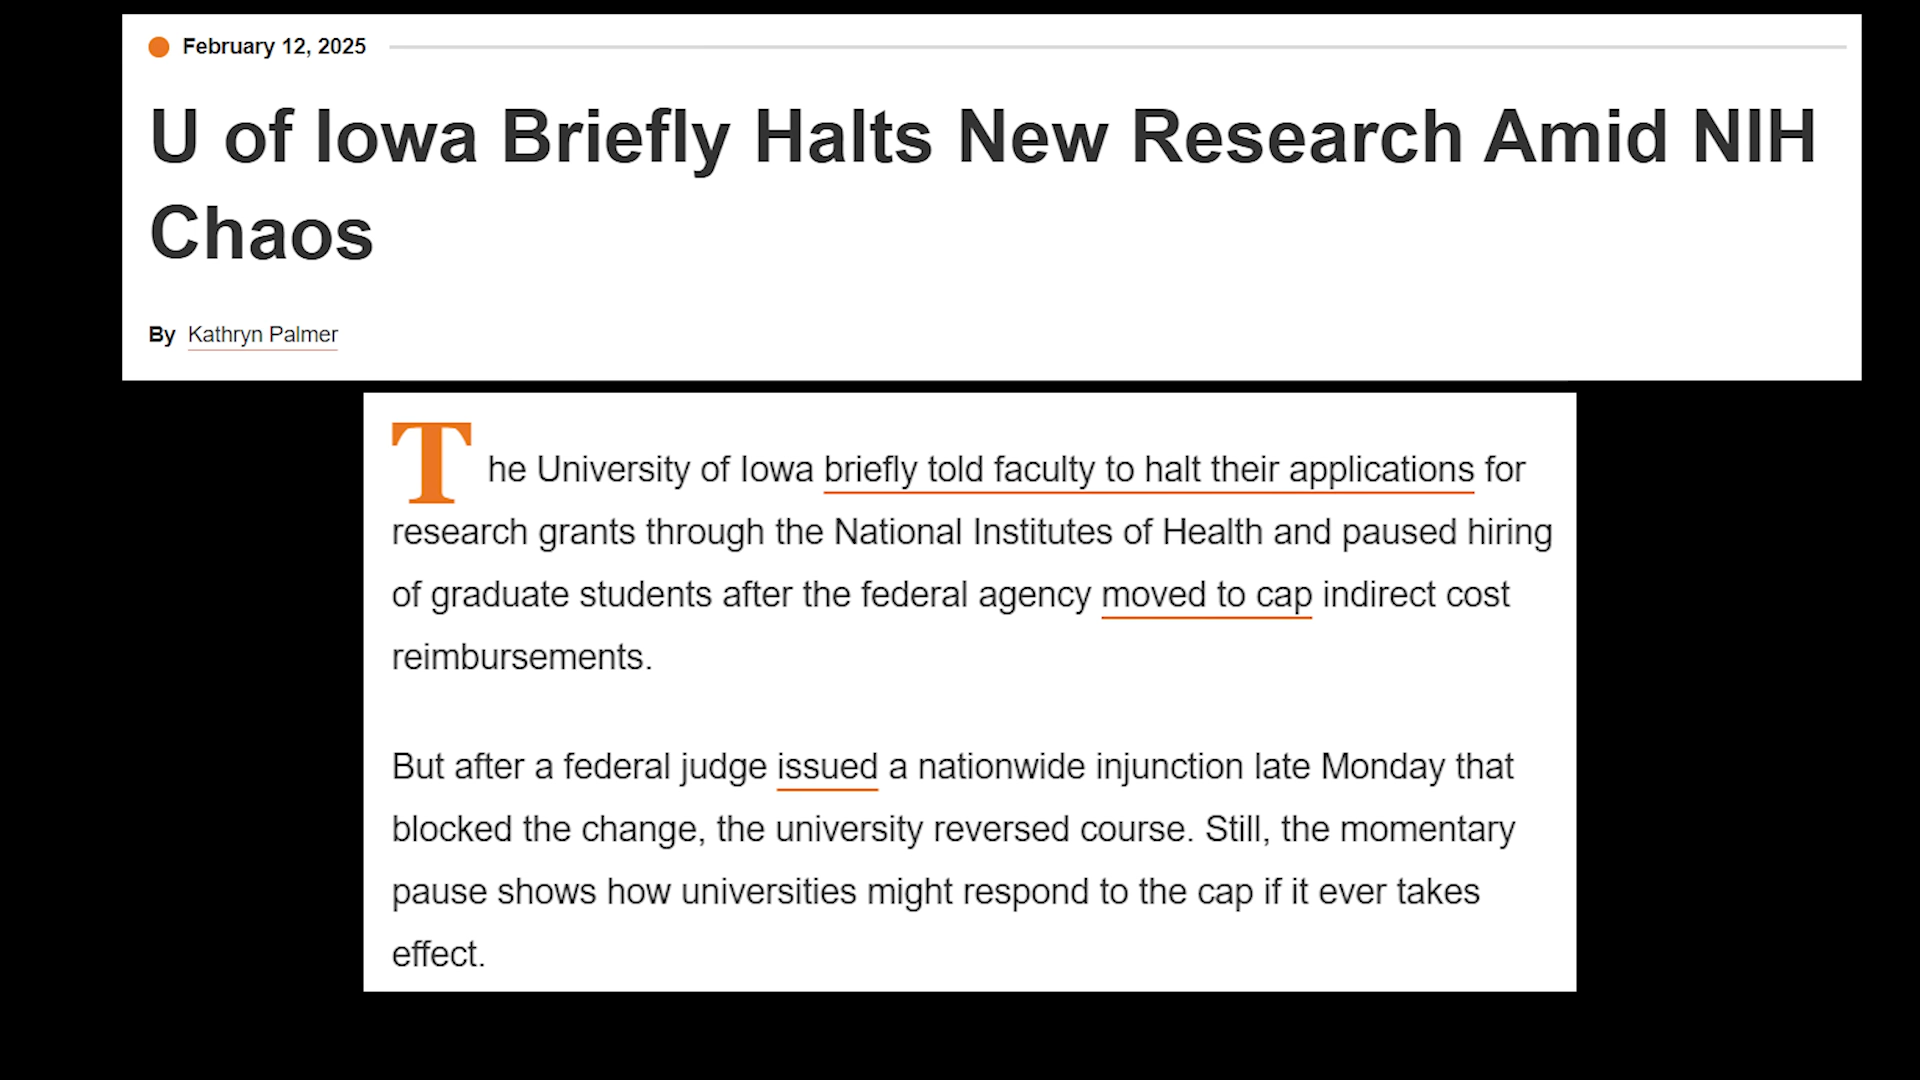 February 12, 2025
U of Iowa Briefly Halts New Research Amid NIH
Chaos
By Kathryn Palmer
The University of Iowa briefly told faculty to halt their applications for
research grants through the National Institutes of Health and paused hiring
of graduate students after the federal agency moved to cap indirect cost
reimbursements.
But after a federal judge issued a nationwide injunction late Monday that
blocked the change, the university reversed course. Still, the momentary
pause shows how universities might respond to the cap if it ever takes
effect.